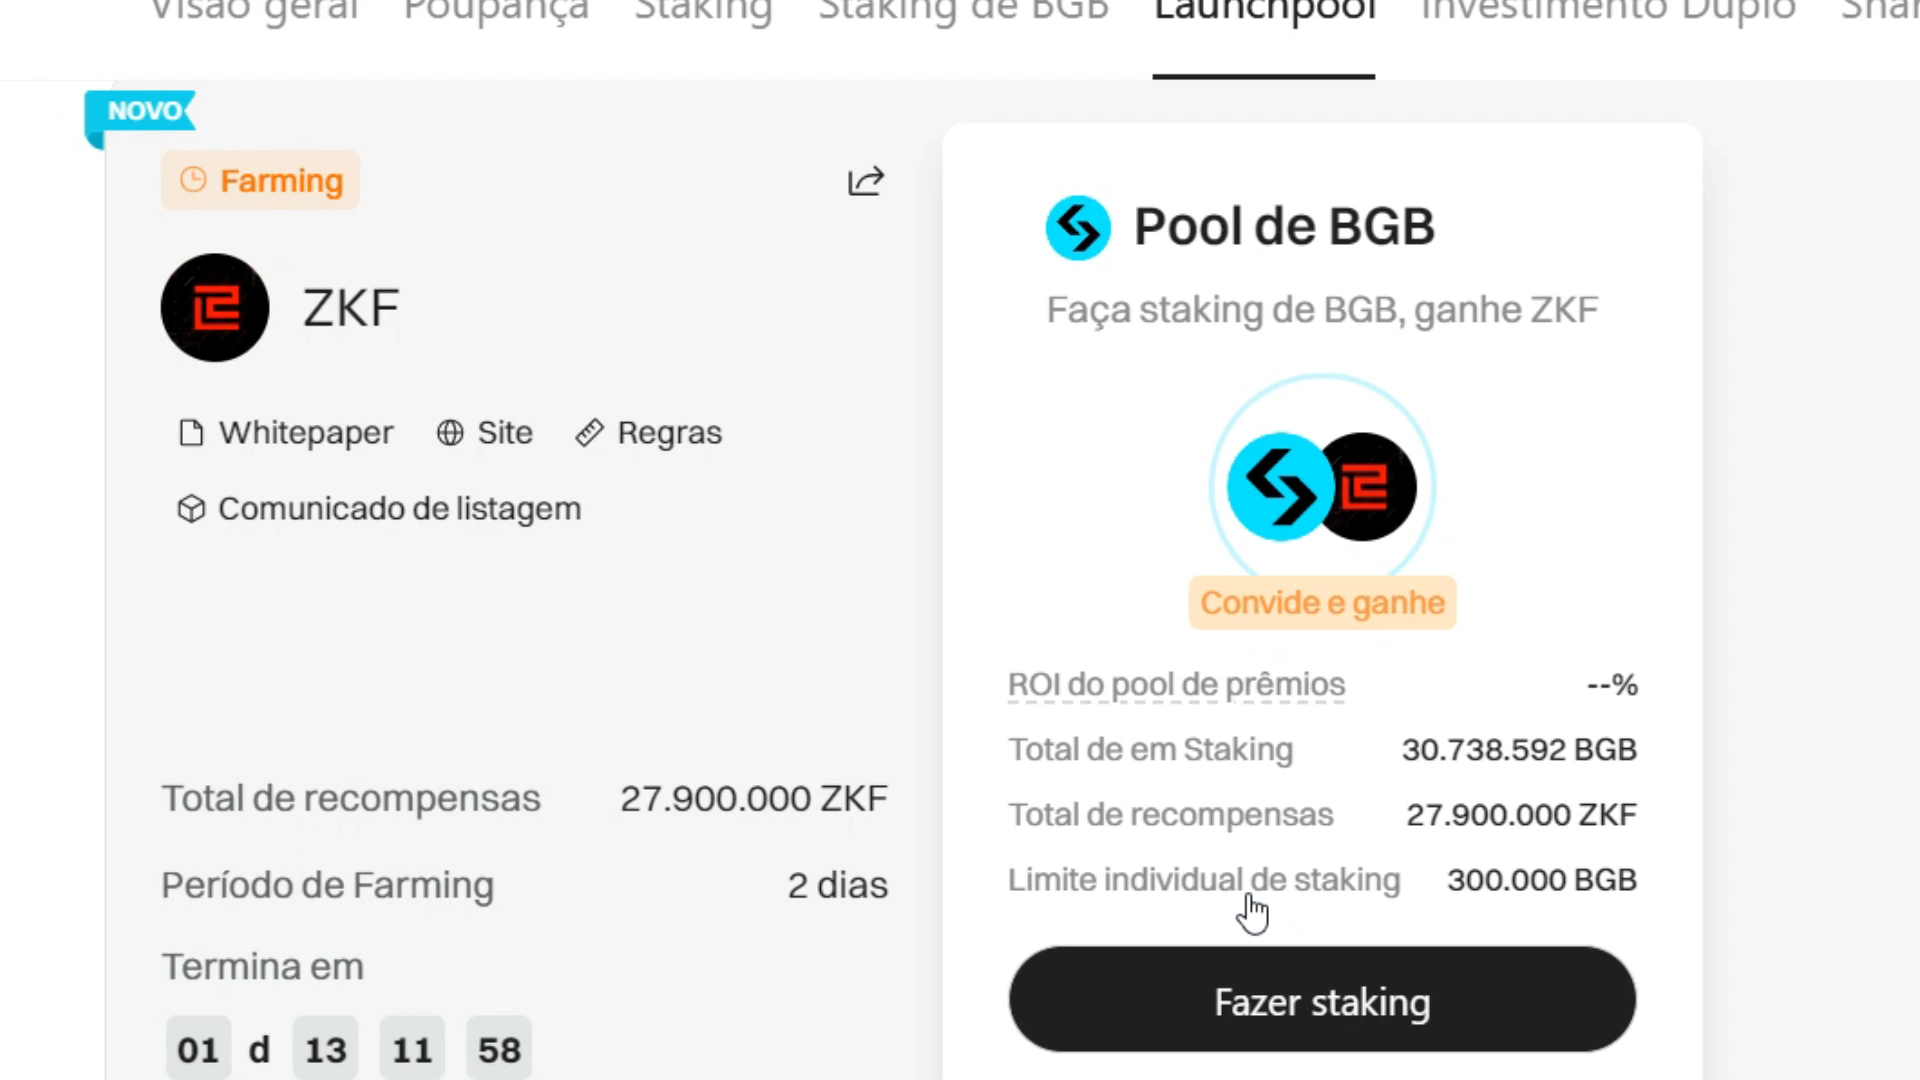 Visão geral Poupança Staking Staking de BGB Launchpool Investimento Duplo
NOVO
Farming
ZKF
Whitepaper Site Regras
Comunicado de listagem
Total de recompensas 27.900.000 ZKF
Período de Farming 2 dias
Termina em
01 d 13 11 58
Pool de BGB
Faça staking de BGB, ganhe ZKF
Convide e ganhe
ROI do pool de prêmios --%
Total de em Staking 30.738.592 BGB
Total de recompensas 27.900.000 ZKF
Limite individual de staking 300.000 BGB
Fazer staking